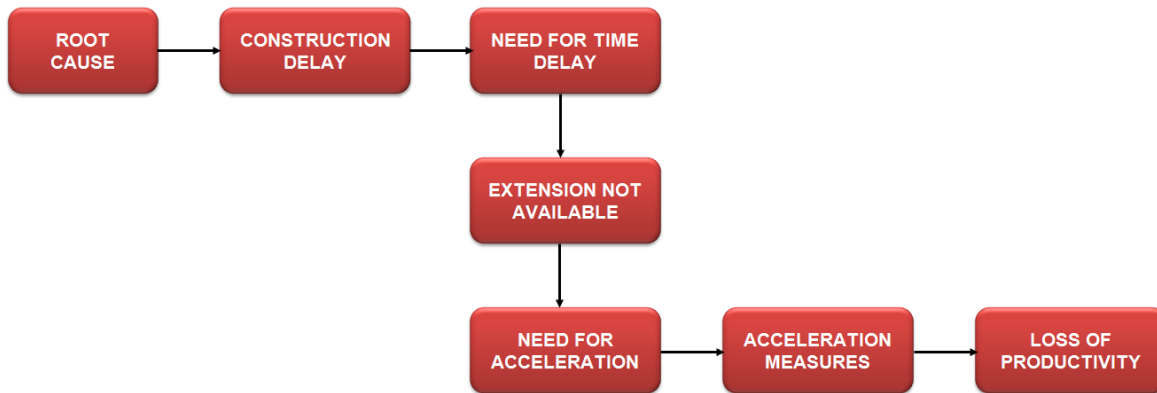 ROOT
CAUSE
CONSTRUCTION
DELAY
NEED FOR TIME
DELAY
EXTENSION NOT
AVAILABLE
NEED FOR
ACCELERATION
ACCELERATION
MEASURES
LOSS OF
PRODUCTIVITY